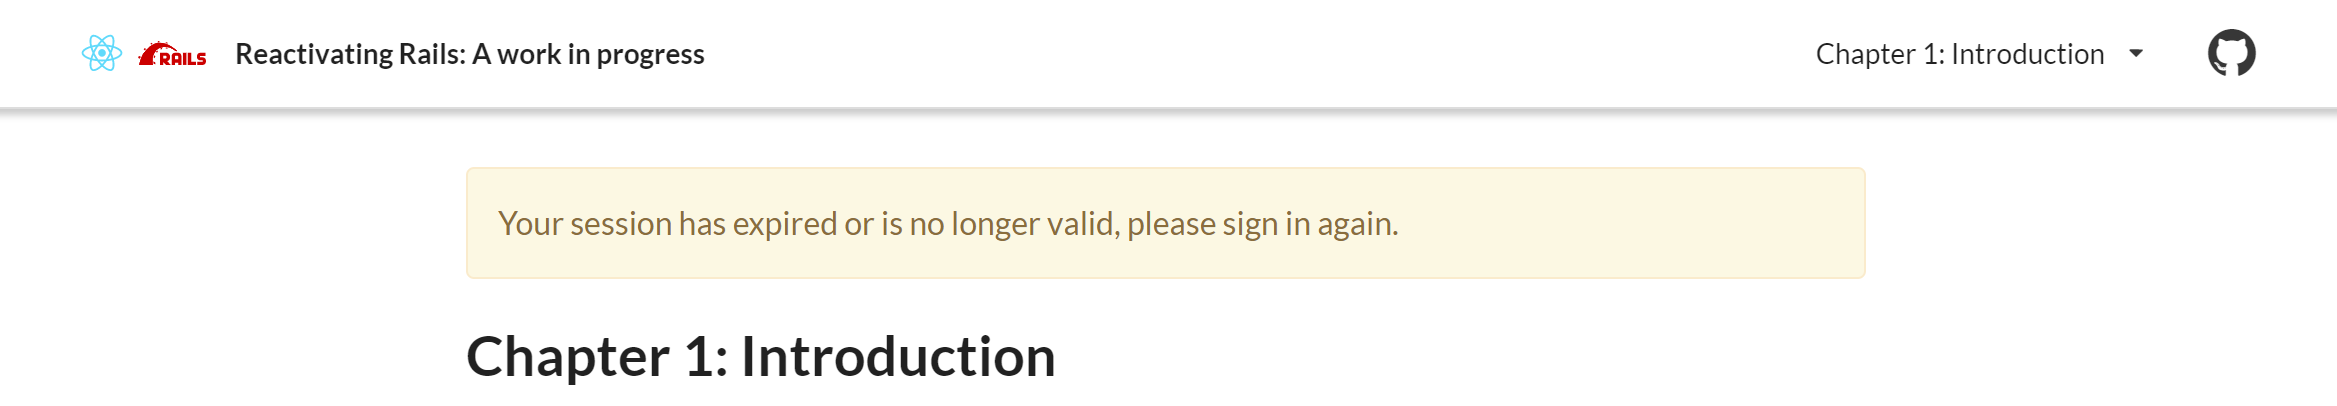 RAILS
Reactivating Rails: A work in progress
Chapter 1: Introduction
Your session has expired or is no longer valid, please sign in again.
Chapter 1: Introduction